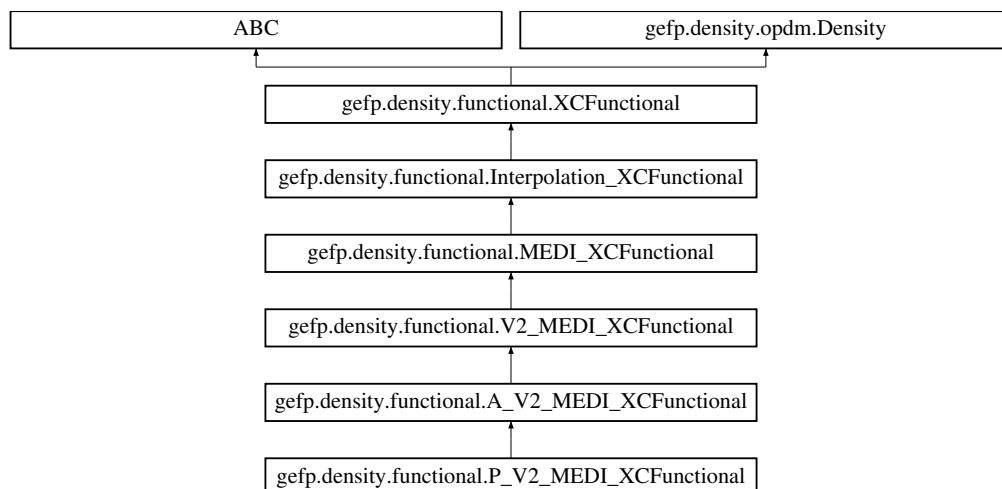 ABC
gefp.density.opdm.Density
gefp.density.functional.XCFunctional
gefp.density.functional.Interpolation_XCFunctional
gefp.density.functional.MEDI_XCFunctional
gefp.density.functional.V2_MEDI_XCFunctional
gefp.density.functional.A_V2_MEDI_XCFunctional
gefp.density.functional.P_V2_MEDI_XCFunctional